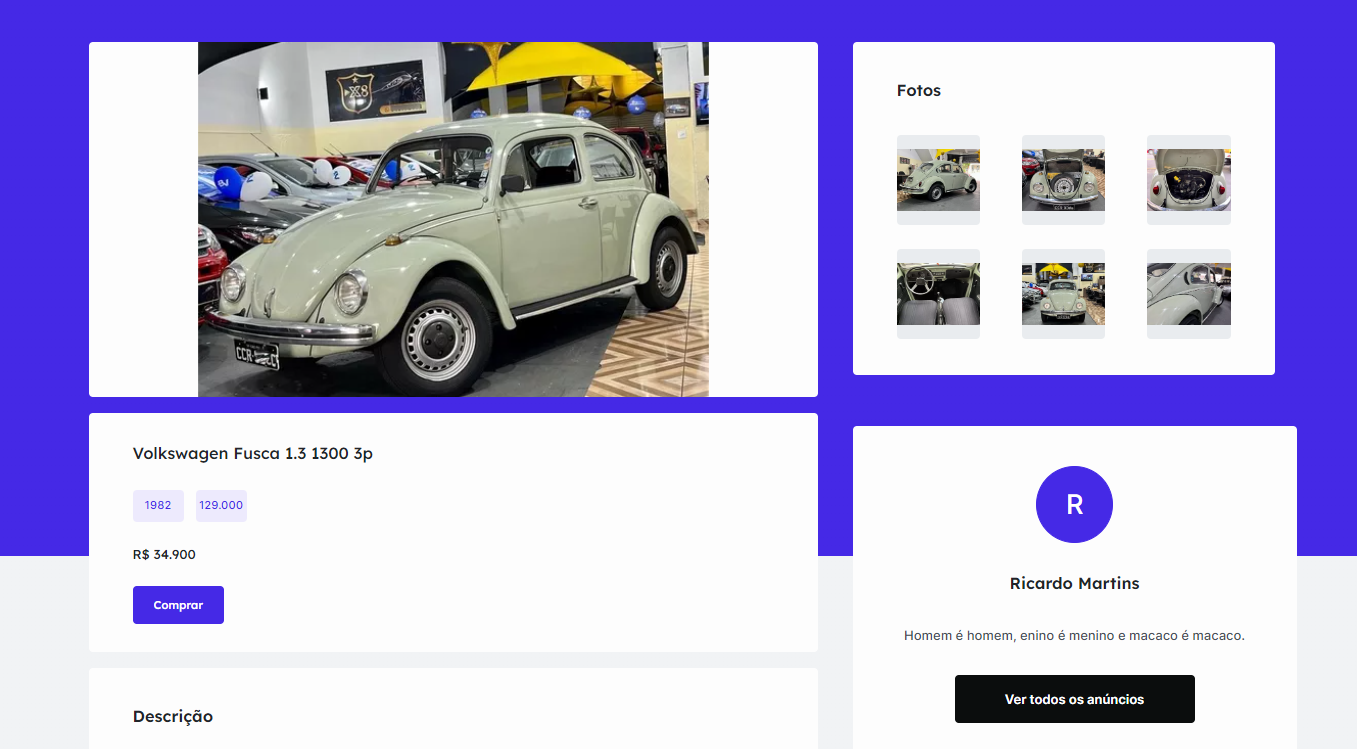 X8
Fotos
Volkswagen Fusca 1.3 1300 3p
1982
129.000
R$ 34.900
Comprar
Descrição
R
Ricardo Martins
Homem é homem, enino é menino e macaco é macaco.
Ver todos os anúncios